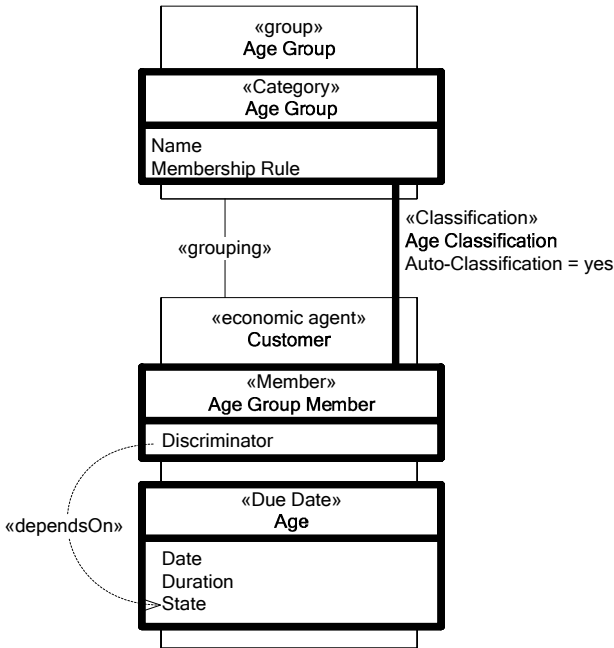 «group»
Age Group
«Category»
Age Group
Name
Membership Rule
«Classification»
Age Classification
Auto-Classification = yes
«grouping»
«economic agent»
Customer
«Member»
Age Group Member
Discriminator
«dependsOn»
«Due Date»
Age
Date
Duration
State